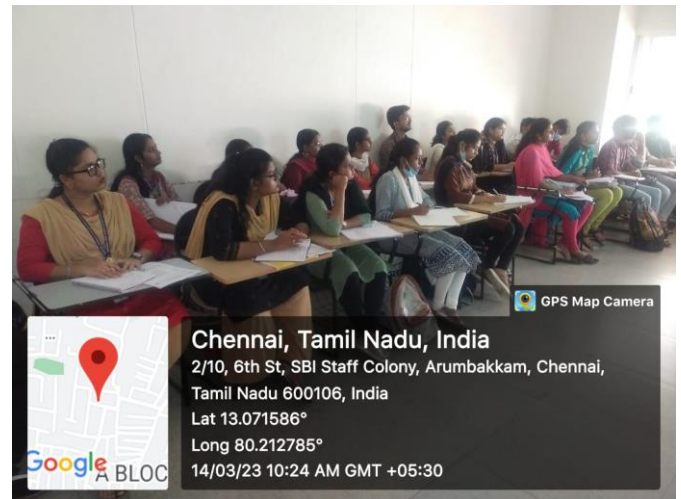 GPS Map Camera
Chennai, Tamil Nadu, India
2/10, 6th St, SBI Staff Colony, Arumbakkam, Chennai,
Tamil Nadu 600106, India
Lat 13.071586°
Long 80.212785°
14/03/23 10:24 AM GMT +05:30
...
Google
A BLOC